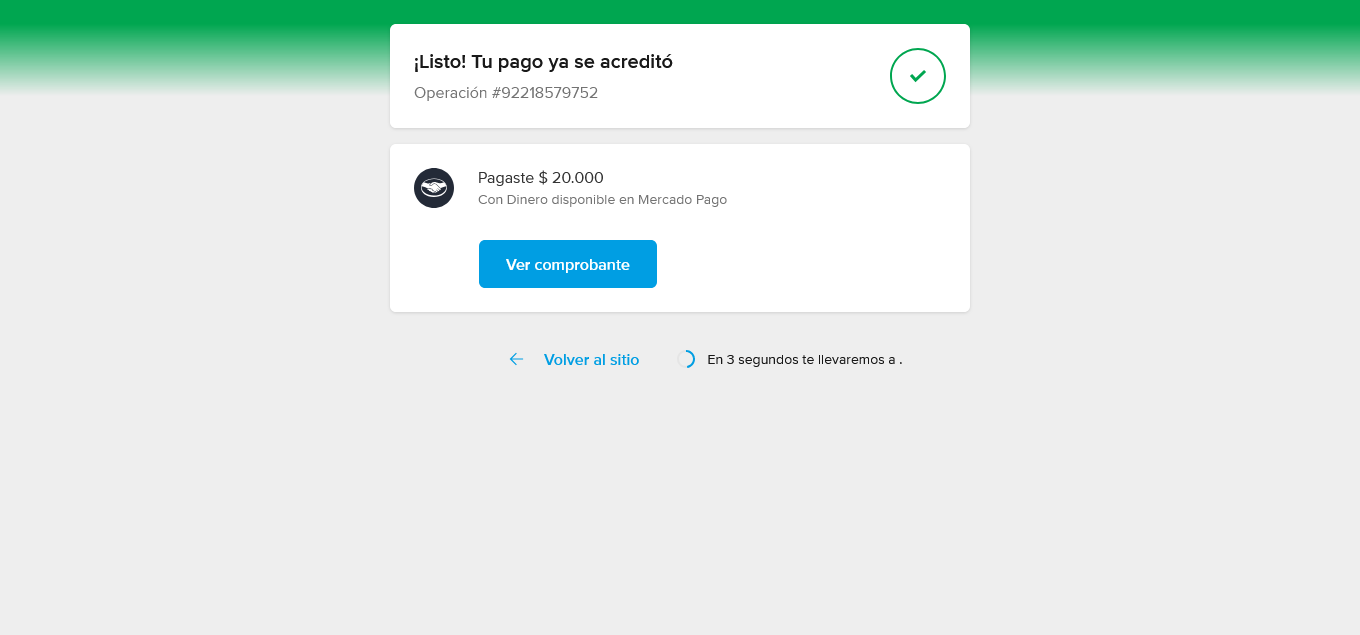 ¡Listo! Tu pago ya se acreditó
Operación #92218579752
Pagaste $ 20.000
Con Dinero disponible en Mercado Pago
Ver comprobante
Volver al sitio
En 3 segundos te llevaremos a .